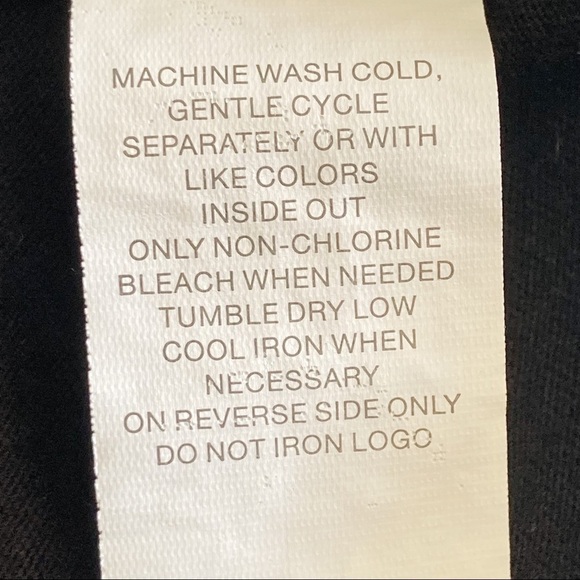 MACHINE WASH COLD,
GENTLE CYCLE
SEPARATELY OR WITH
LIKE COLORS
INSIDE OUT
ONLY NON-CHLORINE
BLEACH WHEN NEEDED
TUMBLE DRY LOW
COOL IRON WHEN
NECESSARY
ON REVERSE SIDE ONLY
DO NOT IRON LOGO